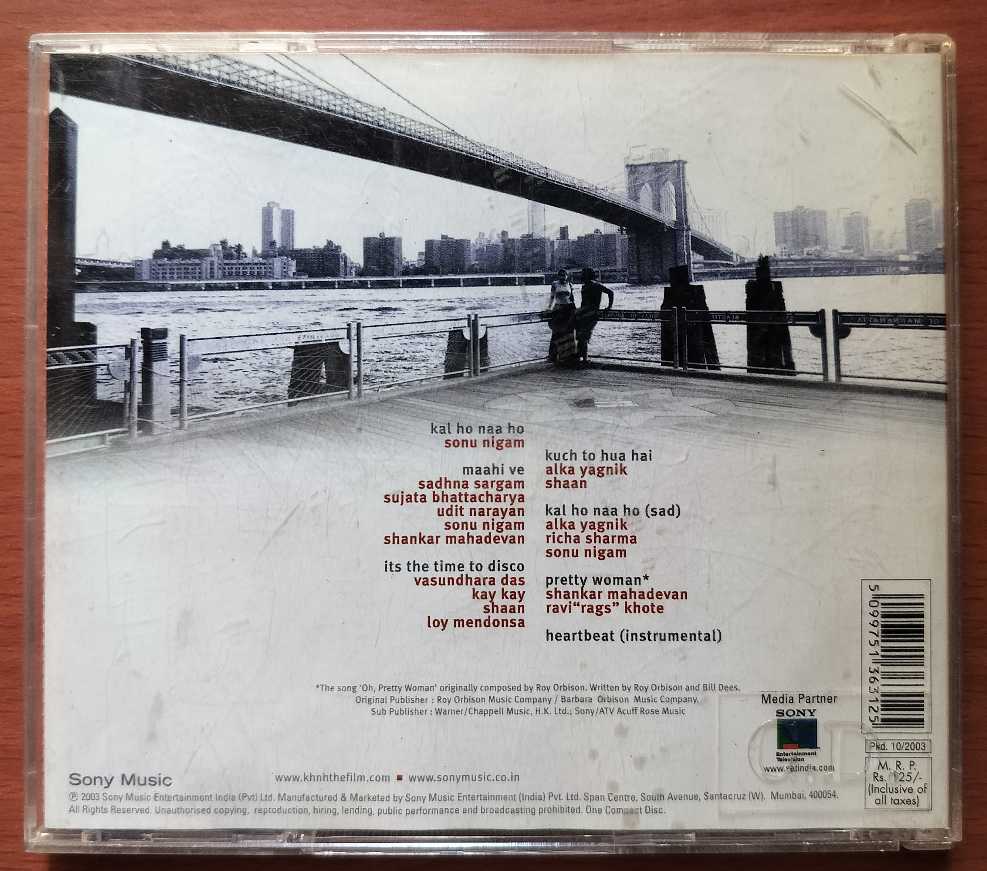 kal ho naa ho
sonu nigam
maahi ve
sadhna sargam
sujata bhattacharya
udit narayan
sonu nigam
shankar mahadevan
its the time to disco
vasundhara das
kay kay
shaan
loy mendonsa
kuch to hua hai
alka yagnik
shaan
kal ho naa ho (sad)
alka yagnik
richa sharma
sonu nigam
pretty woman*
shankar mahadevan
ravi“rags” khote
heartbeat (instrumental)
*The song 'Oh, Pretty Woman' originally composed by Roy Orbison. Written by Roy Orbison and Bill Dees.
Original Publisher : Roy Orbison Music Company / Barbara Orbison Music Company.
Sub Publisher : Warner/Chappell Music, H.K. Ltd.; Sony/ATV Acuff Rose Music
Media Partner
SONY
Entertainment
Television
www.setindia.com
5 099751 363125
Pkd. 10/2003
M. R. P.
Rs. 125/-
(Inclusive of
all taxes)
Sony Music
www.khnhthefilm.com ■ www.sonymusic.co.in
℗ 2003 Sony Music Entertainment India (Pvt) Ltd. Manufactured & Marketed by Sony Music Entertainment (India) Pvt. Ltd. Span Centre, South Avenue, Santacruz (W). Mumbai, 400054.
All Rights Reserved. Unauthorised copying, reproduction, hiring, lending, public performance and broadcasting prohibited. One Compact Disc.